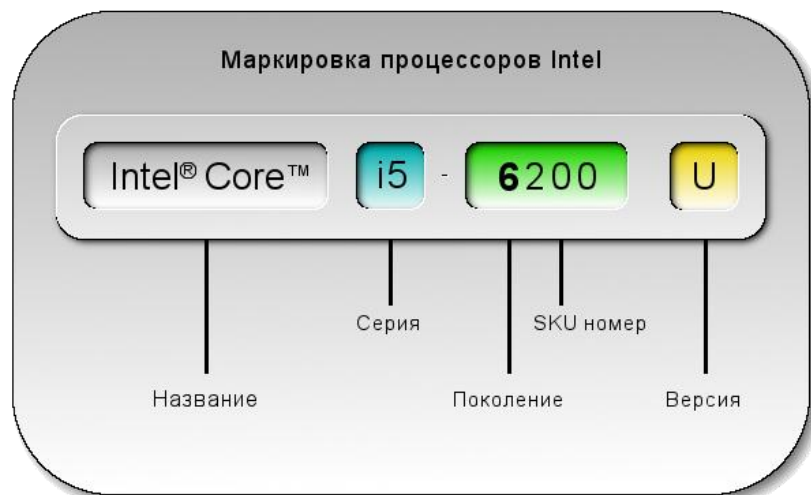 Маркировка процессоров Intel
Intel® Core™ i5 - 6200 U
Серия SKU номер
Название Поколение Версия